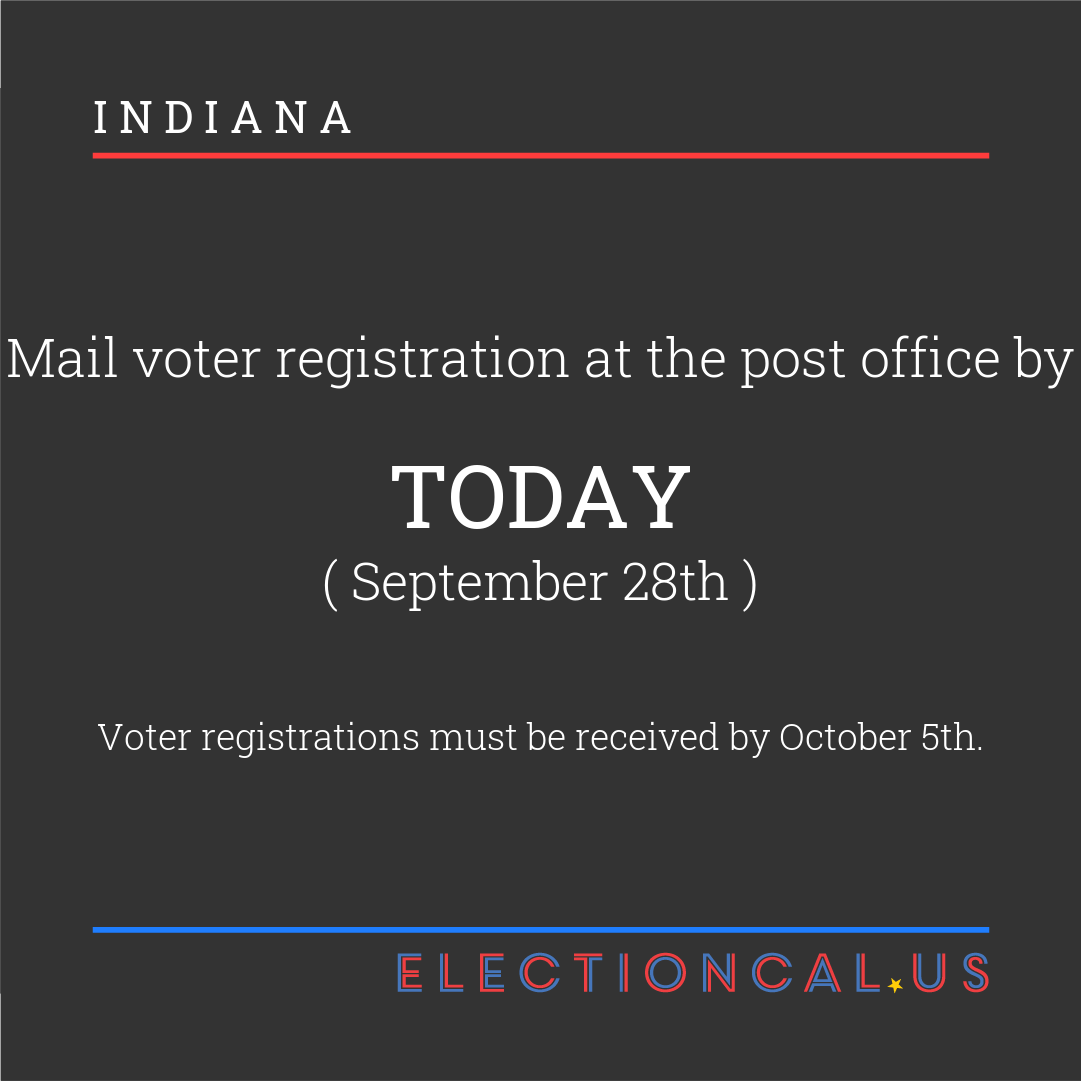 INDIANA
Mail voter registration at the post office by
TODAY
( September 28th )
Voter registrations must be received by October 5th.
ELECTIONCAL.US